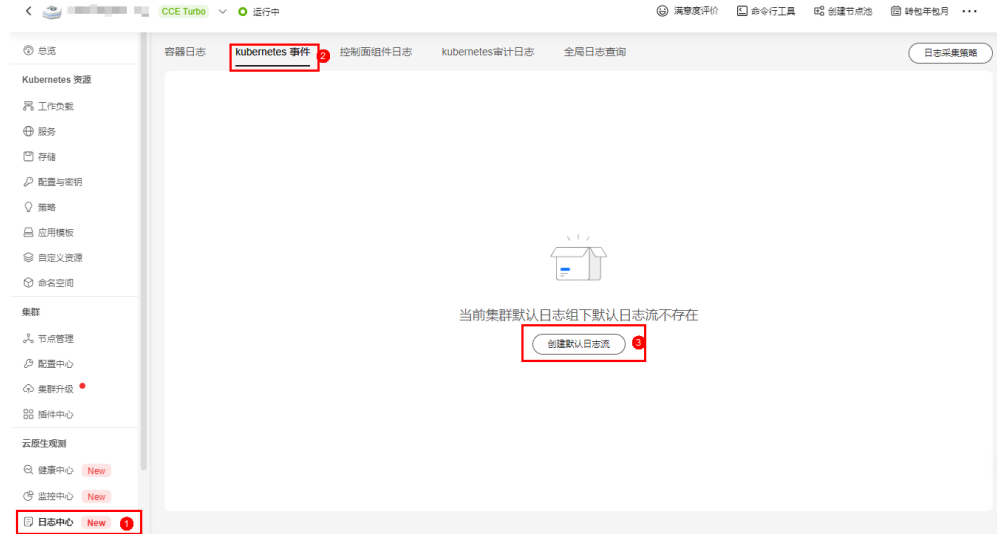 CCE Turbo 运行中 满意度评价 命令行工具 创建节点池 转包年包月
总览
Kubernetes 资源
工作负载
服务
存储
配置与密钥
策略
应用模板
自定义资源
命名空间
集群
节点管理
配置中心
集群升级
插件中心
云原生观测
健康中心 New
监控中心 New
日志中心 New 1
容器日志 kubernetes 事件 2 控制面组件日志 kubernetes审计日志 全局日志查询 日志采集策略
当前集群默认日志组下默认日志流不存在
创建默认日志流 3